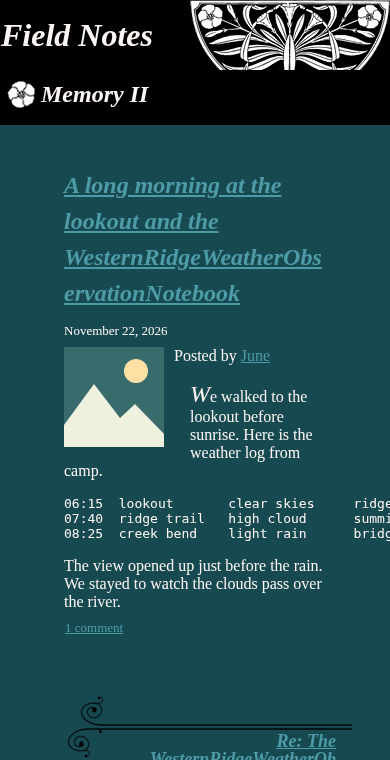 Field Notes
Memory II
A long morning at the
lookout and the
WesternRidgeWeatherObs
ervationNotebook
November 22, 2026
Posted by June
We walked to the
lookout before
sunrise. Here is the
weather log from
camp.
06:15 lookout clear skies ridge
07:40 ridge trail high cloud summi
08:25 creek bend light rain bridg
The view opened up just before the rain.
We stayed to watch the clouds pass over
the river.
1 comment
Re: The
WesternRidgeWeatherOb